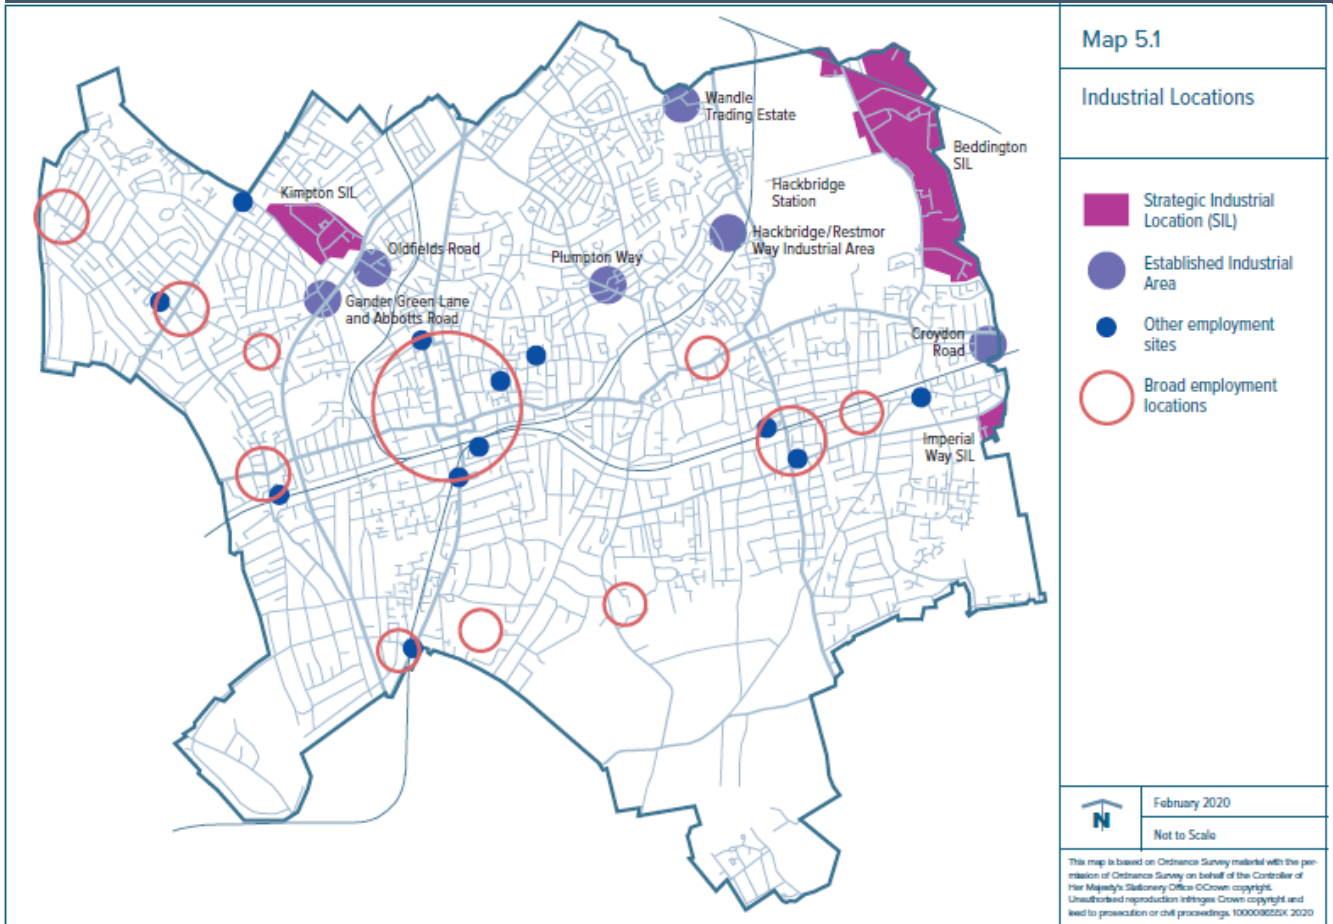 Map 5.1
Industrial Locations
Wandle
Trading Estate
Beddington
SIL
Kimpton SIL
Hackbridge
Station
Oldfields Road
Hackbridge/Restmor
Way Industrial Area
Plumpton Way
Gander Green Lane
and Abbotts Road
Croydon
Road
Imperial
Way SIL
Strategic Industrial
Location (SIL)
Established Industrial
Area
Other employment
sites
Broad employment
locations
N
February 2020
Not to Scale
This map is based on Ordnance Survey material with the per-
mission of Ordnance Survey on behalf of the Controller of
Her Majesty's Stationery Office ©Crown copyright.
Unauthorised reproduction infringes Crown copyright and
lead to prosecution or civil proceedings. 2020